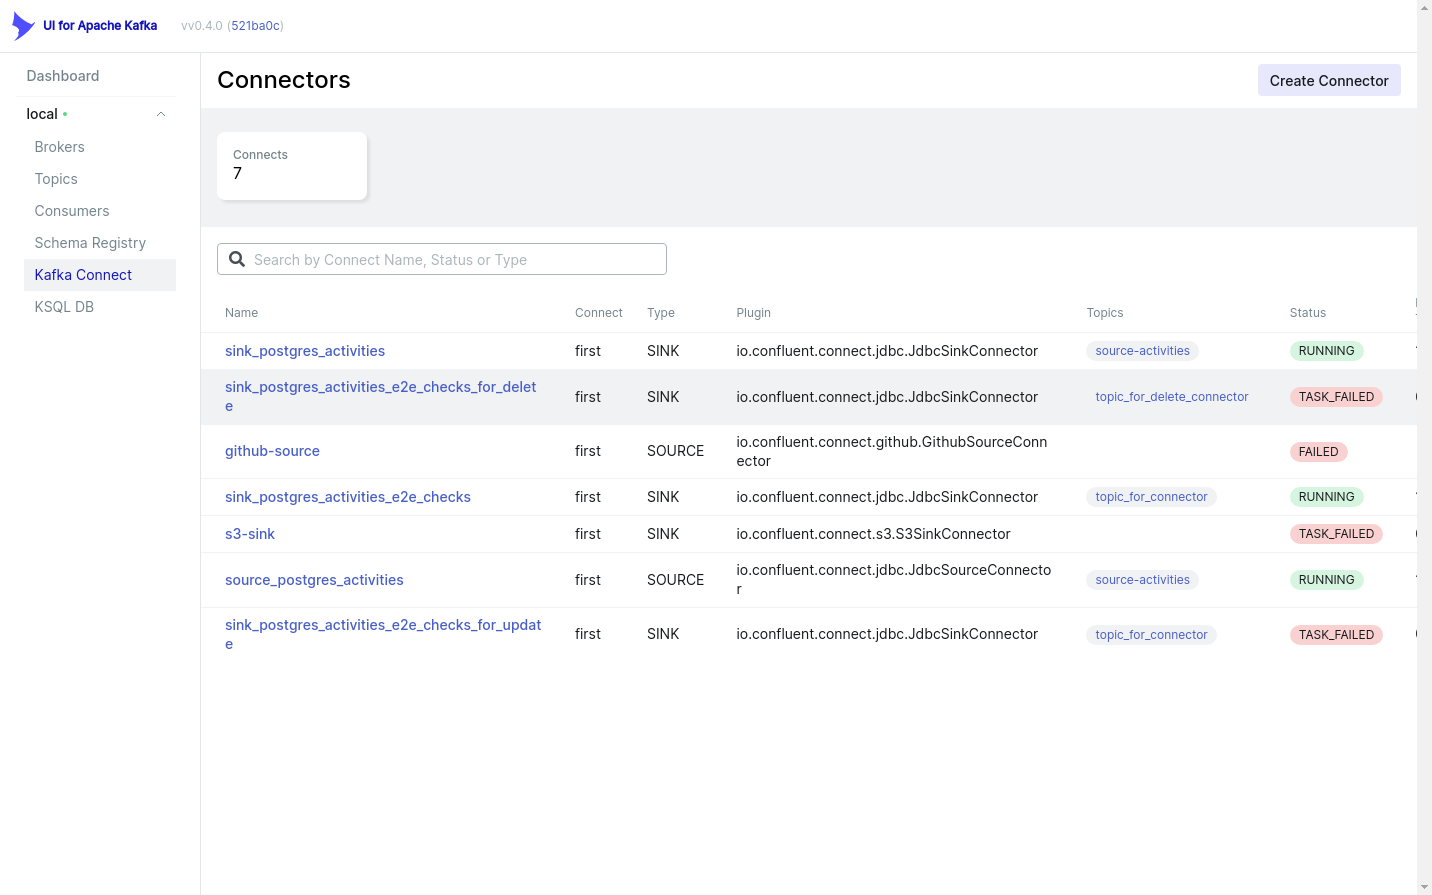 UI for Apache Kafka
vv0.4.0 (521ba0c)
Dashboard
local
Brokers
Topics
Consumers
Schema Registry
Kafka Connect
KSQL DB
Connectors
Create Connector
Connects
7
Search by Connect Name, Status or Type
Name Connect Type Plugin Topics Status
sink_postgres_activities first SINK io.confluent.connect.jdbc.JdbcSinkConnector source-activities RUNNING
sink_postgres_activities_e2e_checks_for_delet
e
first SINK io.confluent.connect.jdbc.JdbcSinkConnector topic_for_delete_connector TASK_FAILED
github-source first SOURCE
io.confluent.connect.github.GithubSourceConn
ector
FAILED
sink_postgres_activities_e2e_checks first SINK io.confluent.connect.jdbc.JdbcSinkConnector topic_for_connector RUNNING
s3-sink first SINK io.confluent.connect.s3.S3SinkConnector TASK_FAILED
source_postgres_activities first SOURCE
io.confluent.connect.jdbc.JdbcSourceConnecto
r
source-activities RUNNING
sink_postgres_activities_e2e_checks_for_updat
e
first SINK io.confluent.connect.jdbc.JdbcSinkConnector topic_for_connector TASK_FAILED